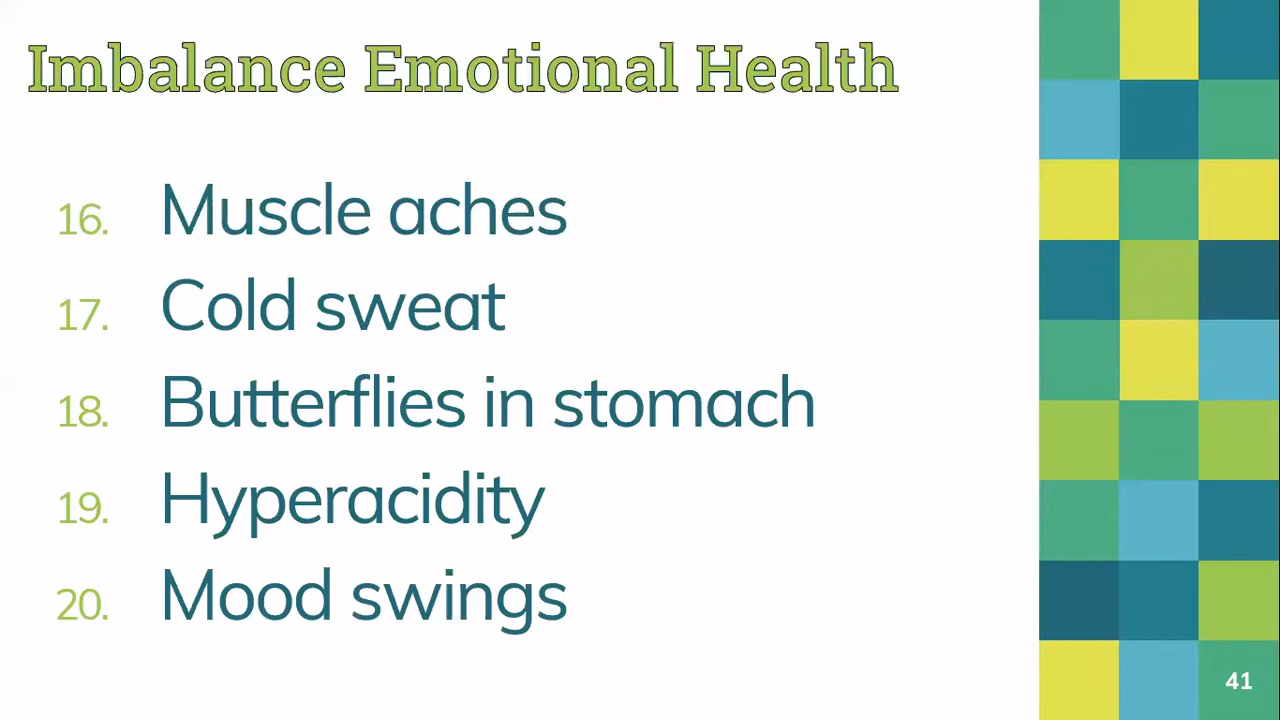 Imbalance Emotional Health
16. Muscle aches
17. Cold sweat
18. Butterflies in stomach
19. Hyperacidity
20. Mood swings
41